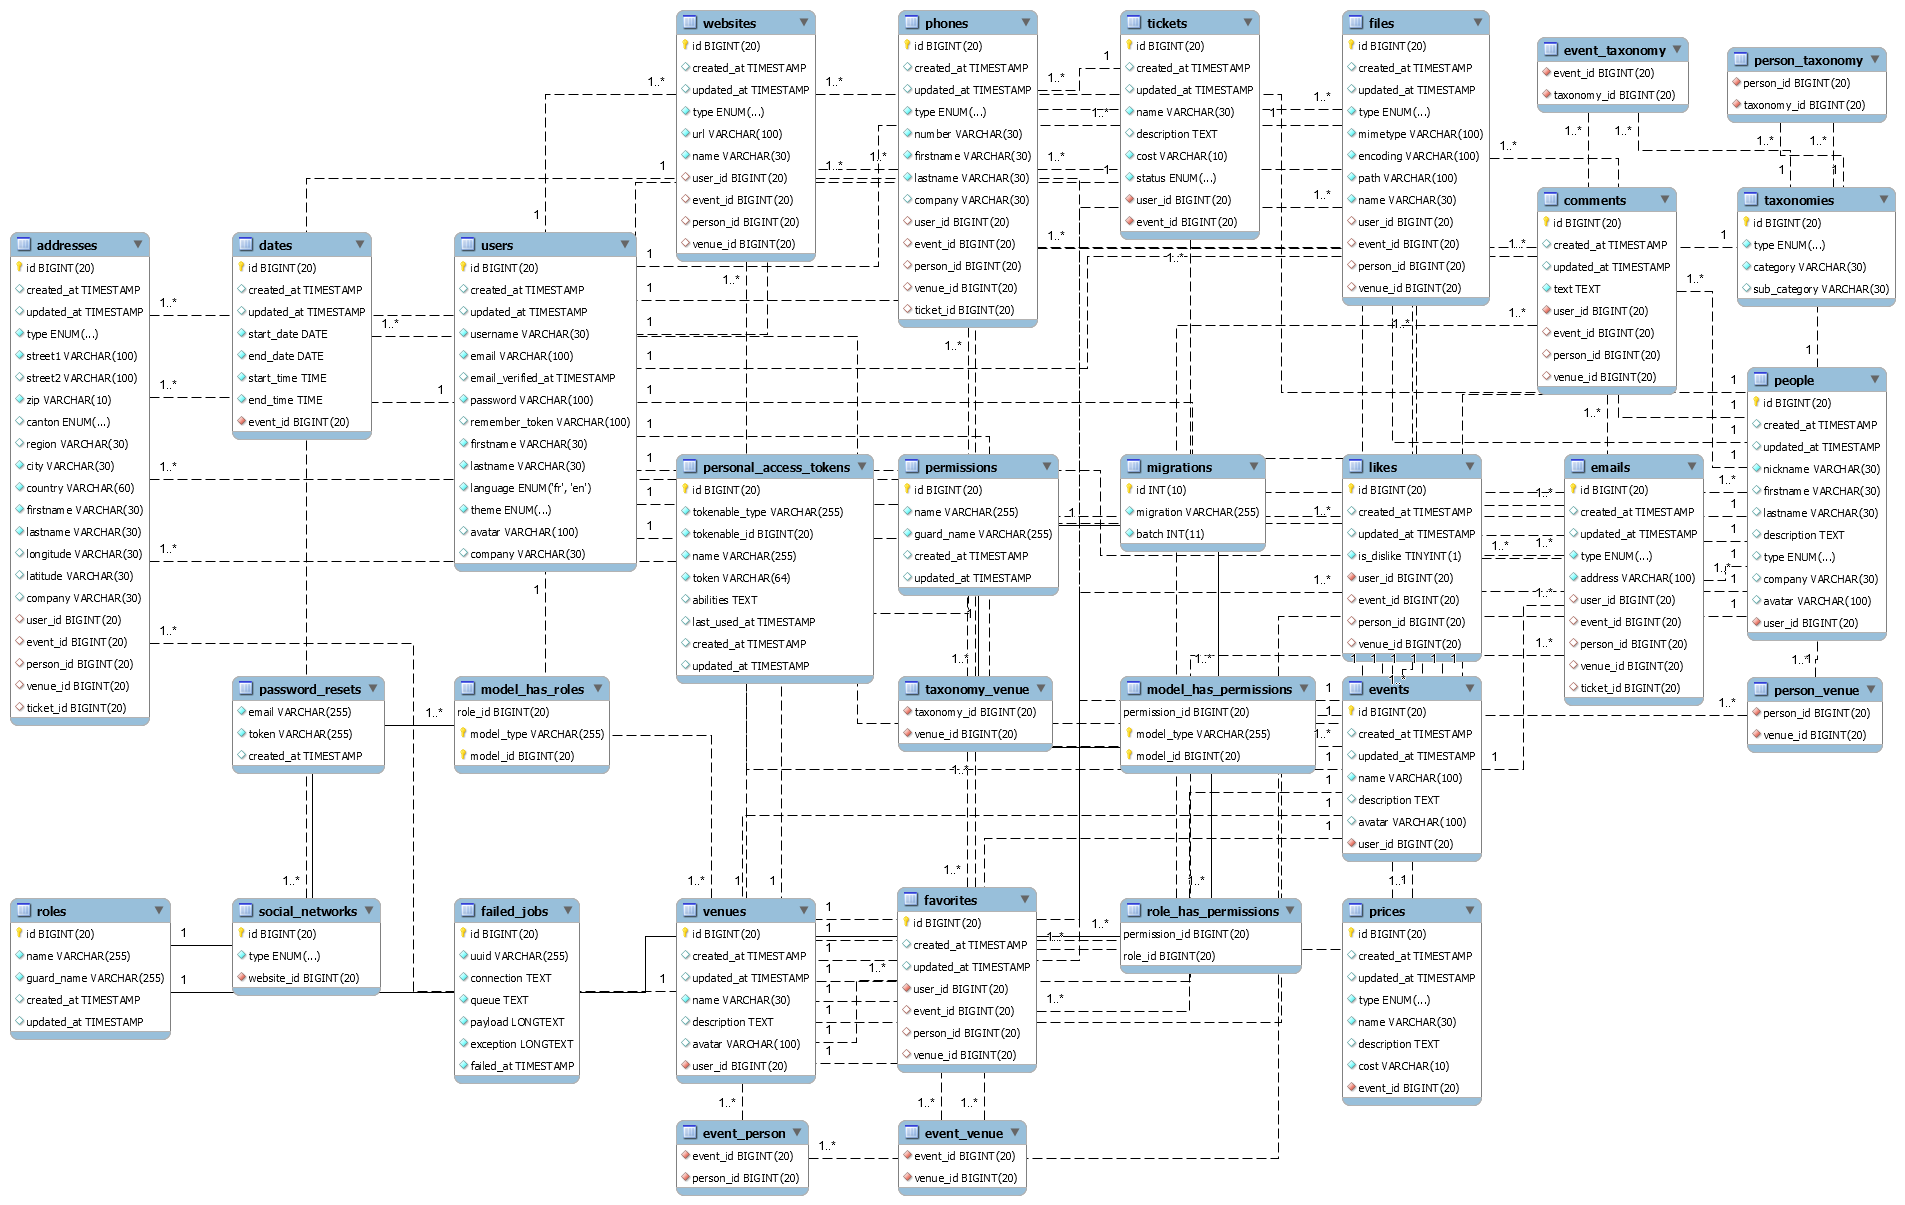 websites
id BIGINT(20)
created_at TIMESTAMP
updated_at TIMESTAMP
type ENUM(...)
url VARCHAR(100)
name VARCHAR(30)
user_id BIGINT(20)
event_id BIGINT(20)
person_id BIGINT(20)
venue_id BIGINT(20)
phones
id BIGINT(20)
created_at TIMESTAMP
updated_at TIMESTAMP
type ENUM(...)
number VARCHAR(30)
firstname VARCHAR(30)
lastname VARCHAR(30)
company VARCHAR(30)
user_id BIGINT(20)
event_id BIGINT(20)
person_id BIGINT(20)
venue_id BIGINT(20)
ticket_id BIGINT(20)
tickets
id BIGINT(20)
created_at TIMESTAMP
updated_at TIMESTAMP
name VARCHAR(30)
description TEXT
cost VARCHAR(10)
status ENUM(...)
user_id BIGINT(20)
event_id BIGINT(20)
files
id BIGINT(20)
created_at TIMESTAMP
updated_at TIMESTAMP
type ENUM(...)
mimetype VARCHAR(100)
encoding VARCHAR(100)
path VARCHAR(100)
name VARCHAR(30)
user_id BIGINT(20)
event_id BIGINT(20)
person_id BIGINT(20)
venue_id BIGINT(20)
event_taxonomy
event_id BIGINT(20)
taxonomy_id BIGINT(20)
person_taxonomy
person_id BIGINT(20)
taxonomy_id BIGINT(20)
comments
id BIGINT(20)
created_at TIMESTAMP
updated_at TIMESTAMP
text TEXT
user_id BIGINT(20)
event_id BIGINT(20)
person_id BIGINT(20)
venue_id BIGINT(20)
taxonomies
id BIGINT(20)
type ENUM(...)
category VARCHAR(30)
sub_category VARCHAR(30)
addresses
id BIGINT(20)
created_at TIMESTAMP
updated_at TIMESTAMP
type ENUM(...)
street1 VARCHAR(100)
street2 VARCHAR(100)
zip VARCHAR(10)
canton ENUM(...)
region VARCHAR(30)
city VARCHAR(30)
country VARCHAR(60)
firstname VARCHAR(30)
lastname VARCHAR(30)
longitude VARCHAR(30)
latitude VARCHAR(30)
company VARCHAR(30)
user_id BIGINT(20)
event_id BIGINT(20)
person_id BIGINT(20)
venue_id BIGINT(20)
ticket_id BIGINT(20)
dates
id BIGINT(20)
created_at TIMESTAMP
updated_at TIMESTAMP
start_date DATE
end_date DATE
start_time TIME
end_time TIME
event_id BIGINT(20)
users
id BIGINT(20)
created_at TIMESTAMP
updated_at TIMESTAMP
username VARCHAR(30)
email VARCHAR(100)
email_verified_at TIMESTAMP
password VARCHAR(100)
remember_token VARCHAR(100)
firstname VARCHAR(30)
lastname VARCHAR(30)
language ENUM('fr', 'en')
theme ENUM(...)
avatar VARCHAR(100)
company VARCHAR(30)
people
id BIGINT(20)
created_at TIMESTAMP
updated_at TIMESTAMP
nickname VARCHAR(30)
firstname VARCHAR(30)
lastname VARCHAR(30)
description TEXT
type ENUM(...)
company VARCHAR(30)
avatar VARCHAR(100)
user_id BIGINT(20)
personal_access_tokens
id BIGINT(20)
tokenable_type VARCHAR(255)
tokenable_id BIGINT(20)
name VARCHAR(255)
token VARCHAR(64)
abilities TEXT
last_used_at TIMESTAMP
created_at TIMESTAMP
updated_at TIMESTAMP
permissions
id BIGINT(20)
name VARCHAR(255)
guard_name VARCHAR(255)
created_at TIMESTAMP
updated_at TIMESTAMP
migrations
id INT(10)
migration VARCHAR(255)
batch INT(11)
likes
id BIGINT(20)
created_at TIMESTAMP
updated_at TIMESTAMP
is_dislike TINYINT(1)
user_id BIGINT(20)
event_id BIGINT(20)
person_id BIGINT(20)
venue_id BIGINT(20)
emails
id BIGINT(20)
created_at TIMESTAMP
updated_at TIMESTAMP
type ENUM(...)
address VARCHAR(100)
user_id BIGINT(20)
event_id BIGINT(20)
person_id BIGINT(20)
venue_id BIGINT(20)
ticket_id BIGINT(20)
password_resets
email VARCHAR(255)
token VARCHAR(255)
created_at TIMESTAMP
model_has_roles
role_id BIGINT(20)
model_type VARCHAR(255)
model_id BIGINT(20)
taxonomy_venue
taxonomy_id BIGINT(20)
venue_id BIGINT(20)
model_has_permissions
permission_id BIGINT(20)
model_type VARCHAR(255)
model_id BIGINT(20)
events
id BIGINT(20)
created_at TIMESTAMP
updated_at TIMESTAMP
name VARCHAR(100)
description TEXT
avatar VARCHAR(100)
user_id BIGINT(20)
person_venue
person_id BIGINT(20)
venue_id BIGINT(20)
roles
id BIGINT(20)
name VARCHAR(255)
guard_name VARCHAR(255)
created_at TIMESTAMP
updated_at TIMESTAMP
social_networks
id BIGINT(20)
type ENUM(...)
website_id BIGINT(20)
failed_jobs
id BIGINT(20)
uuid VARCHAR(255)
connection TEXT
queue TEXT
payload LONGTEXT
exception LONGTEXT
failed_at TIMESTAMP
venues
id BIGINT(20)
created_at TIMESTAMP
updated_at TIMESTAMP
name VARCHAR(30)
description TEXT
avatar VARCHAR(100)
user_id BIGINT(20)
favorites
id BIGINT(20)
created_at TIMESTAMP
updated_at TIMESTAMP
user_id BIGINT(20)
event_id BIGINT(20)
person_id BIGINT(20)
venue_id BIGINT(20)
role_has_permissions
permission_id BIGINT(20)
role_id BIGINT(20)
prices
id BIGINT(20)
created_at TIMESTAMP
updated_at TIMESTAMP
type ENUM(...)
name VARCHAR(30)
description TEXT
cost VARCHAR(10)
event_id BIGINT(20)
event_person
event_id BIGINT(20)
person_id BIGINT(20)
event_venue
event_id BIGINT(20)
venue_id BIGINT(20)